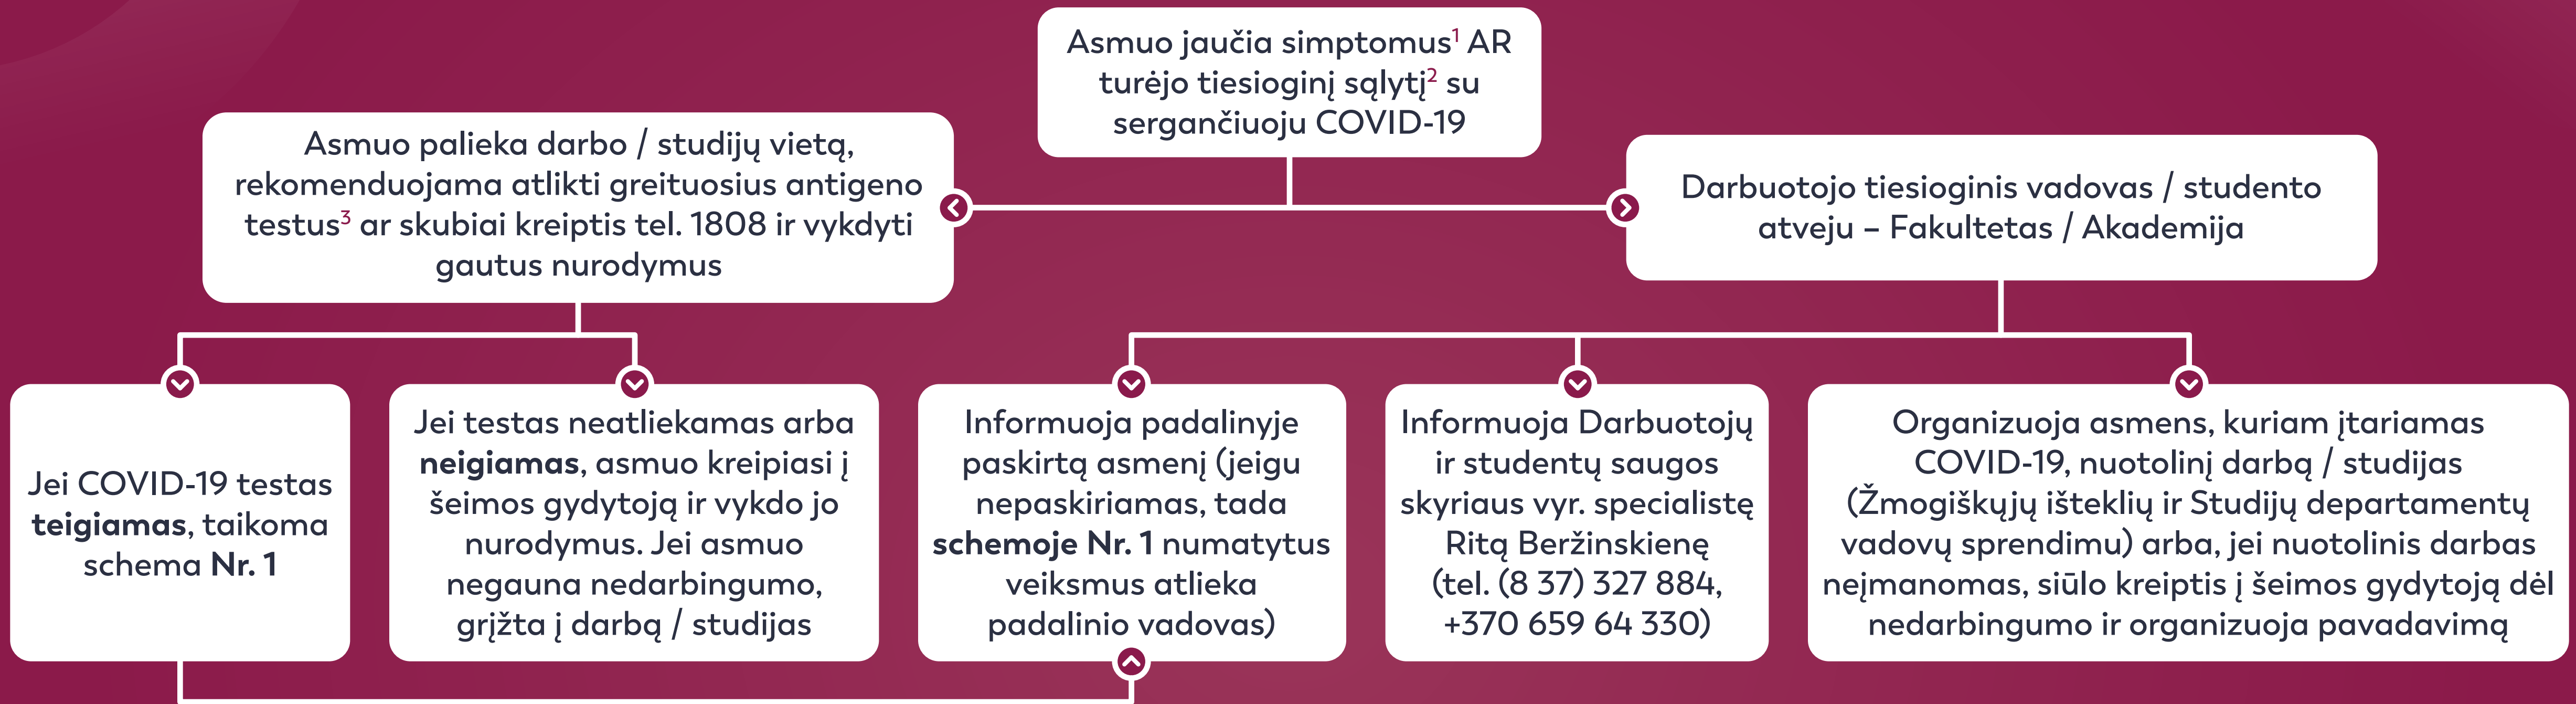 Asmuo jaučia simptomus¹ AR
turėjo tiesioginį sąlytį² su
sergančiuoju COVID-19
Asmuo palieka darbo / studijų vietą,
rekomenduojama atlikti greituosius antigeno
testus³ ar skubiai kreiptis tel. 1808 ir vykdyti
gautus nurodymus
Darbuotojo tiesioginis vadovas / studento
atveju – Fakultetas / Akademija
Jei COVID-19 testas
teigiamas, taikoma
schema Nr. 1
Jei testas neatliekamas arba
neigiamas, asmuo kreipiasi į
šeimos gydytoją ir vykdo jo
nurodymus. Jei asmuo
negauna nedarbingumo,
grįžta į darbą / studijas
Informuoja padalinyje
paskirtą asmenį (jeigu
nepaskiriamas, tada
schemoje Nr. 1 numatytus
veiksmus atlieka
padalinio vadovas)
Informuoja Darbuotojų
ir studentų saugos
skyriaus vyr. specialistę
Ritą Beržinskienę
(tel. (8 37) 327 884,
+370 659 64 330)
Organizuoja asmens, kuriam įtariamas
COVID-19, nuotolinį darbą / studijas
(Žmogiškųjų išteklių ir Studijų departamentų
vadovų sprendimu) arba, jei nuotolinis darbas
neįmanomas, siūlo kreiptis į šeimos gydytoją dėl
nedarbingumo ir organizuoja pavadavimą